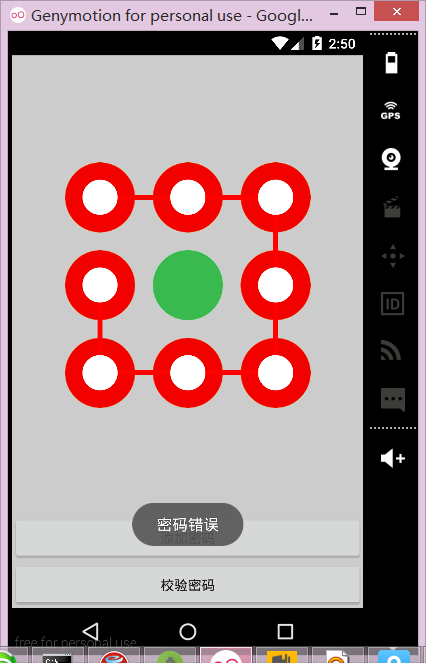 Genymotion for personal use - Googl...
2:50
GPS
ID
密码错误
添加密码
校验密码
free for personal use